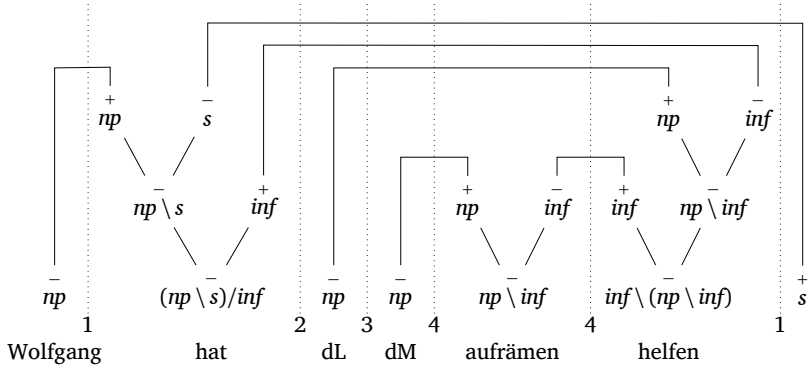 + − + −
np s np inf
− + + − + −
np \ s inf np inf inf np \ inf
− − − − − − +
np (np \ s)/inf np np np \ inf inf \ (np \ inf) s
1 2 3 4 4 1
Wolfgang hat dL dM aufrämen helfen